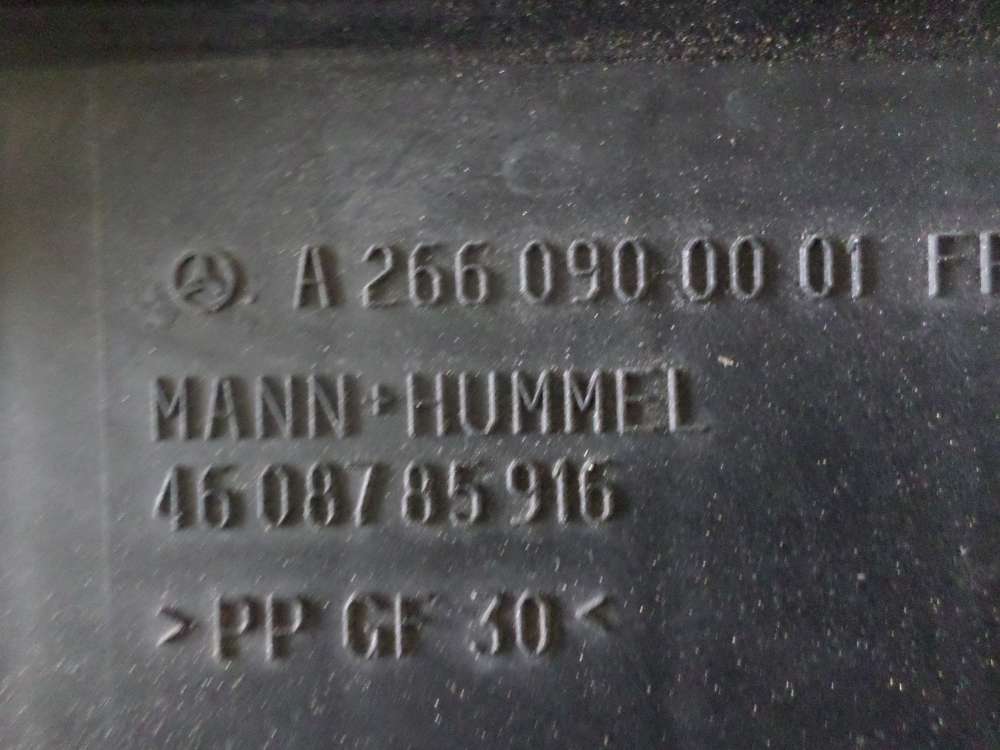 A 266 090 00 01
MANN+HUMMEL
46 087 85 916
>PP GF 30<